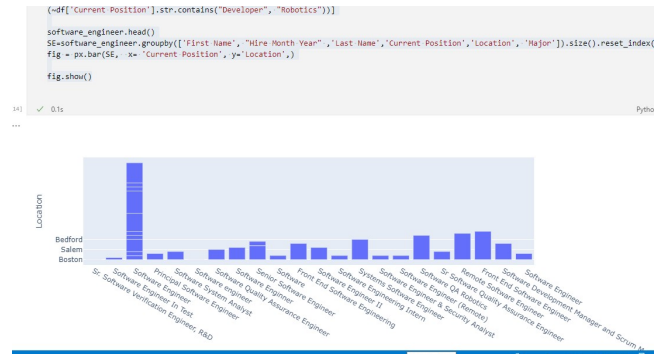 (~df['Current Position'].str.contains("Developer", "Robotics"))]
software_engineer.head()
SE=software_engineer.groupby(['First Name', "Hire Month Year" ,'Last Name','Current Position','Location', 'Major']).size().reset_index(
fig = px.bar(SE, x= 'Current Position', y='Location',)
fig.show()
14] ✓ 0.1s
Pytho
...
Location
Bedford
Salem
Boston
Sr. Software Verification Engineer, R&D
Software Engineer In Test
Software Engineer
Principal Software Engineer
Software System Analyst
Software Engineer
Software Quality Assurance Engineer
Software Enginner
Senior Software Engineer
Software
Front End Software Engineering
Software Engineer II
Software Engineering Intern
Systems Software Engineer
Software Engineer & Security Analyst
Software Engineer (Remote)
Software QA Robotics
Sr Software Quality Assurance Engineer
Remote Software Engineer
Front End Software Engineer
Software Development Manager and Scrum M
Software Engineer